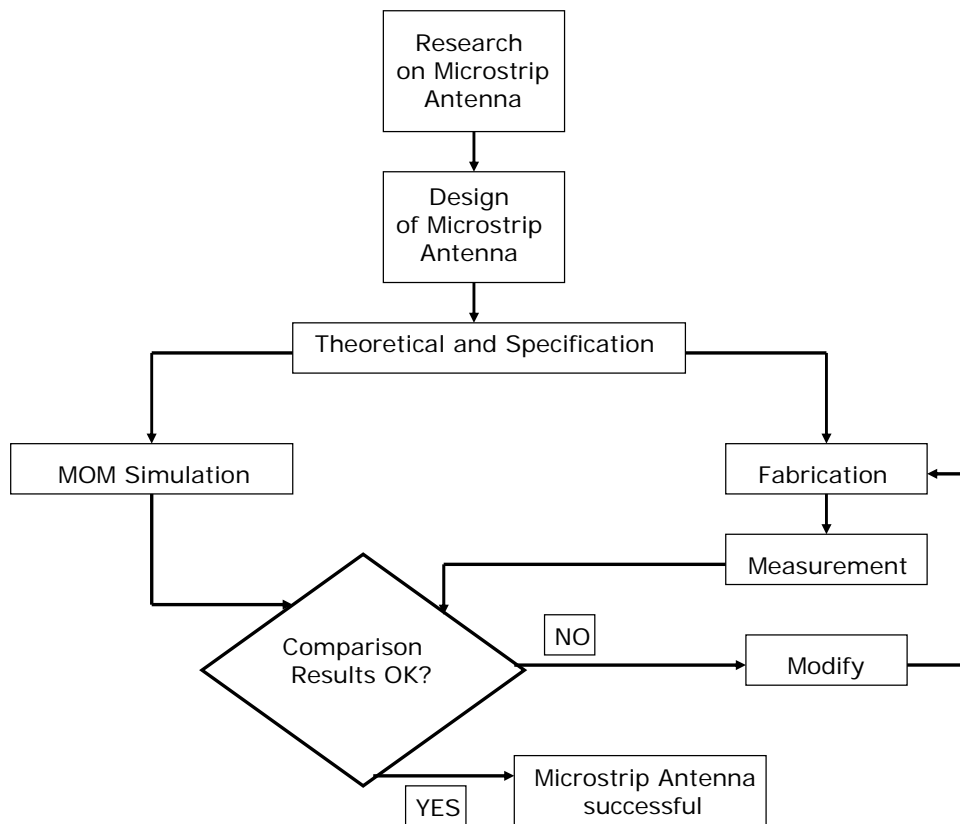 Research
on Microstrip
Antenna
Design
of Microstrip
Antenna
Theoretical and Specification
MOM Simulation
Fabrication
Measurement
Comparison
Results OK?
NO
Modify
YES
Microstrip Antenna
successful